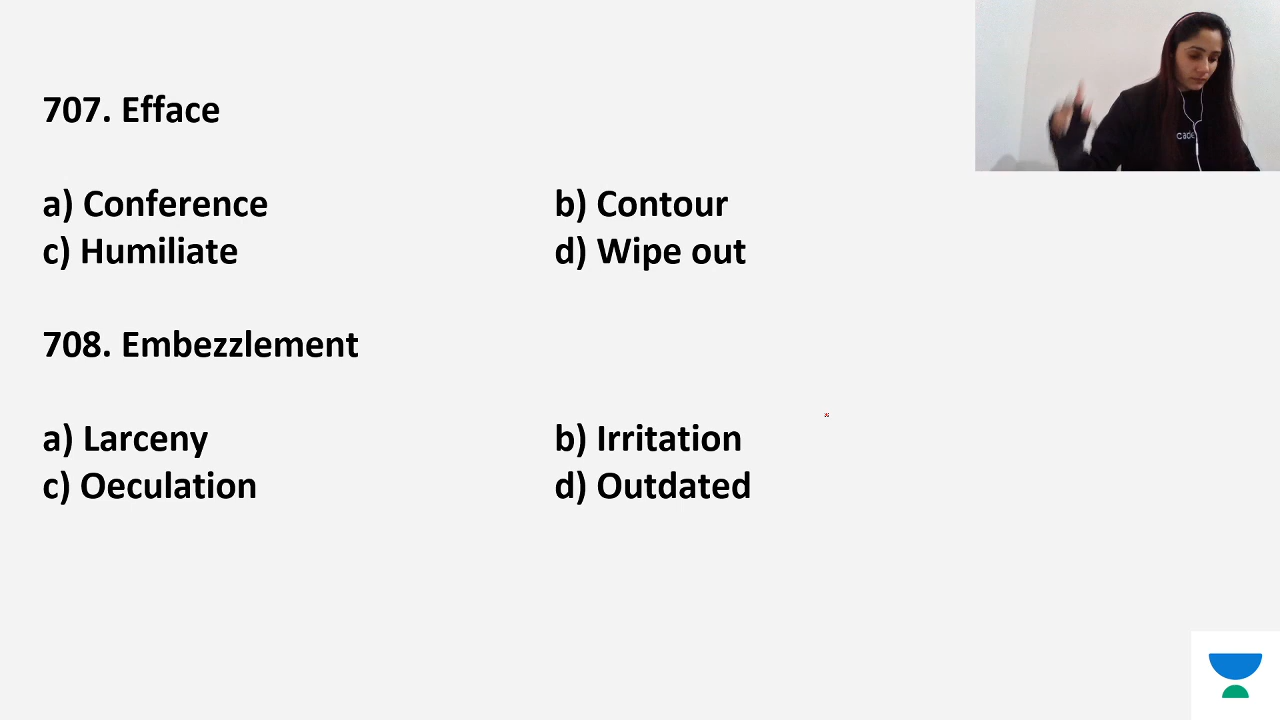 707. Efface
a) Conference b) Contour
c) Humiliate d) Wipe out
708. Embezzlement
a) Larceny b) Irritation
c) Oeculation d) Outdated